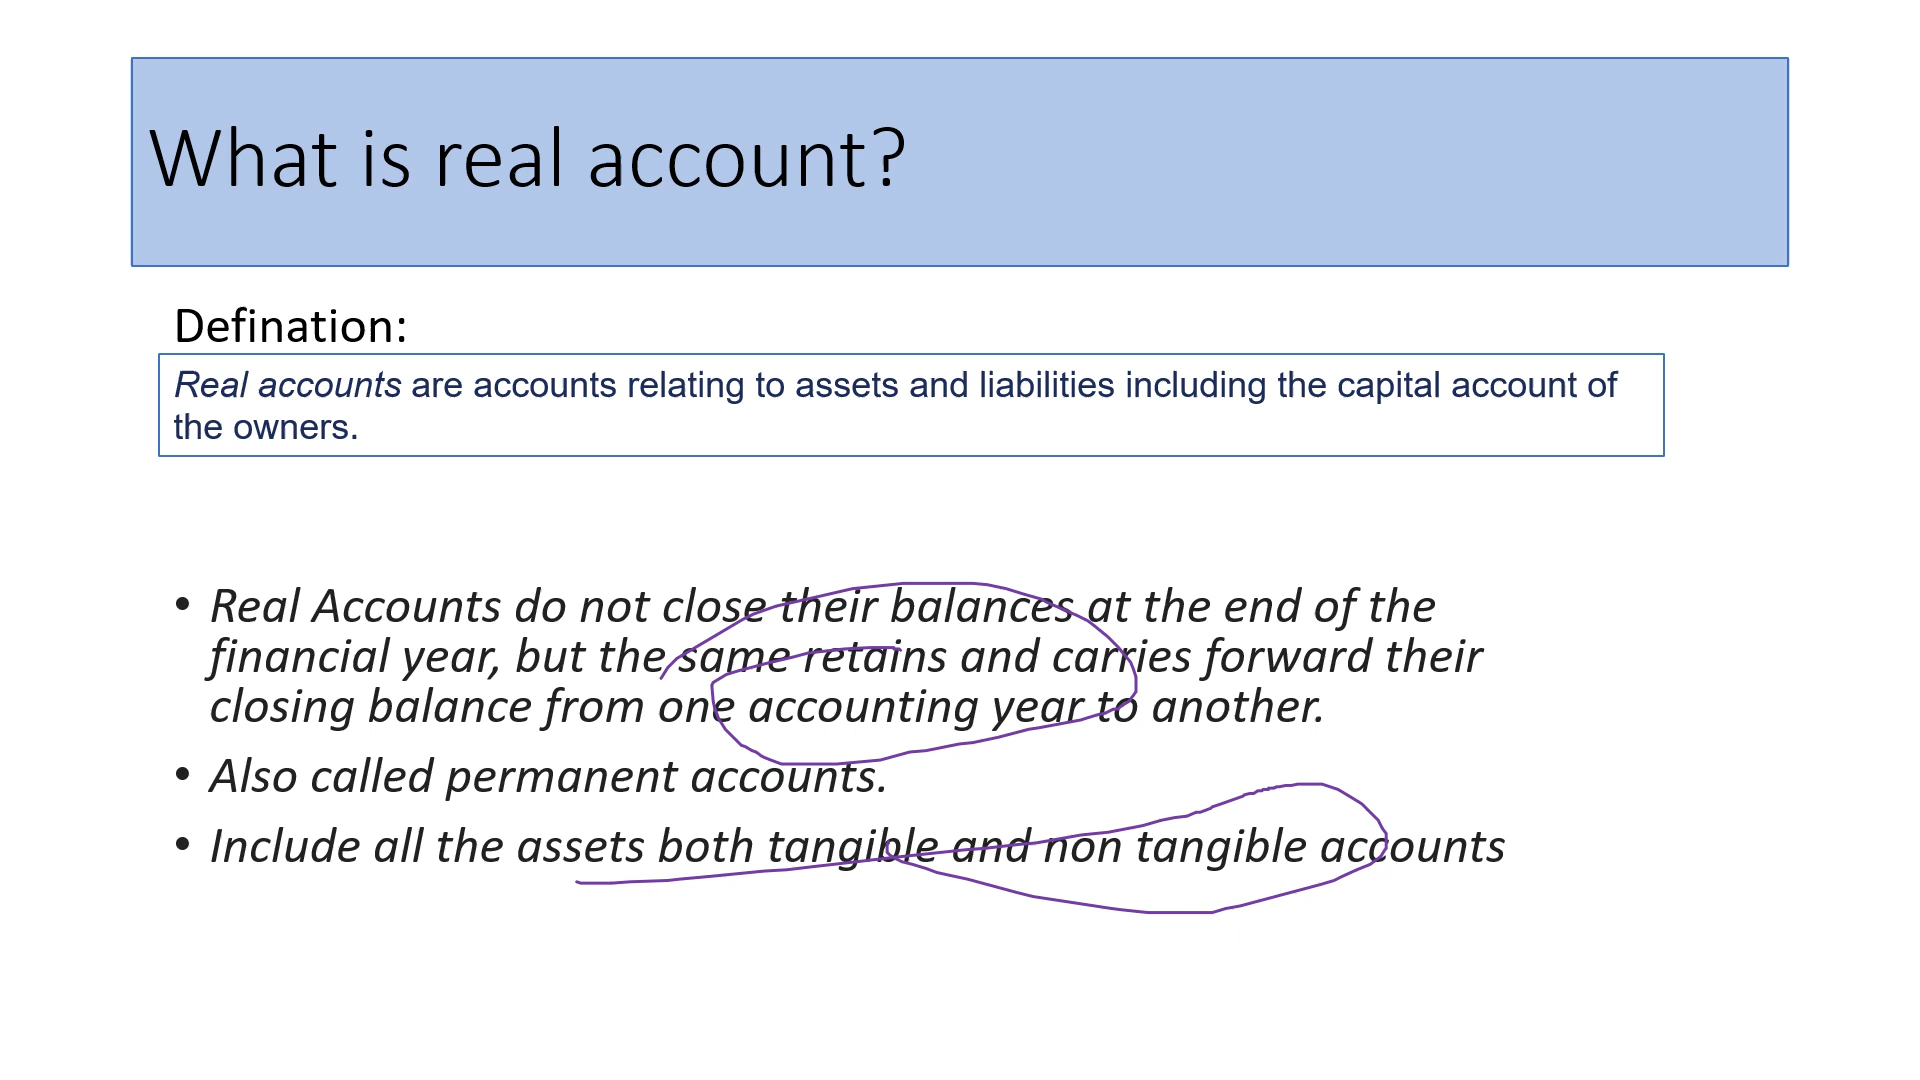 What is real account?
Defination:
Real accounts are accounts relating to assets and liabilities including the capital account of
the owners.
• Real Accounts do not close their balances at the end of the
financial year, but the same retains and carries forward their
closing balance from one accounting year to another.
• Also called permanent accounts.
• Include all the assets both tangible and non tangible accounts